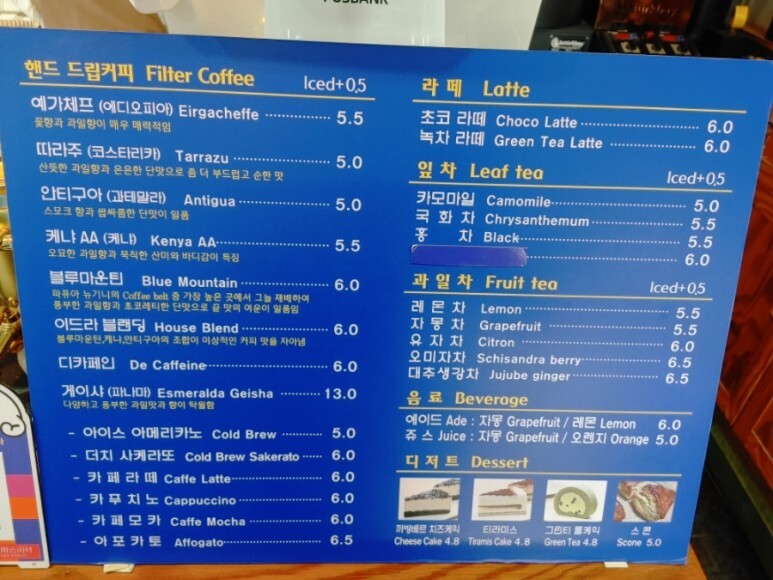 POSBANK
핸드 드립커피 Filter Coffee Iced+0.5
예가체프 (에디오피아) Eirgacheffe 5.5
꽃향과 과일향이 매우 매력적임
따라주 (코스타리카) Tarrazu 5.0
산뜻한 과일향과 은은한 단맛으로 좀 더 부드럽고 순한 맛
안티구아 (과테말라) Antigua 5.0
스모크 향과 쌉싸름한 단맛이 일품
케냐 AA (케냐) Kenya AA 5.5
오묘한 과일향과 묵직한 산미와 바디감이 특징
블루마운틴 Blue Mountain 6.0
파퓨아 뉴기니의 Coffee belt 중 가장 높은 곳에서 그늘 재배하여
풍부한 과일향과 초코레티한 단맛으로 끝 맛의 여운이 일품임
이드라 블랜딩 House Blend 6.0
블루마운틴,케냐,안티구아의 조합이 이상적인 커피 맛을 자아냄
디카페인 De Caffeine 6.0
게이샤 (파나마) Esmeralda Geisha 13.0
다양하고 풍부한 과일맛과 향이 탁월함
- 아이스 아메리카노 Cold Brew 5.0
- 더치 사케라또 Cold Brew Sakerato 6.0
- 카페 라떼 Caffe Latte 6.0
- 카푸치노 Cappuccino 6.0
- 카페모카 Caffe Mocha 6.0
- 아포카토 Affogato 6.5
라떼 Latte
초코 라떼 Choco Latte 6.0
녹차 라떼 Green Tea Latte 6.0
잎차 Leaf tea Iced+0.5
카모마일 Camomile 5.0
국화차 Chrysanthemum 5.5
홍차 Black 5.5
6.0
과일차 Fruit tea Iced+0.5
레몬차 Lemon 5.5
자몽차 Grapefruit 5.5
유자차 Citron 6.0
오미자차 Schisandra berry 6.5
대추생강차 Jujube ginger 6.5
음료 Beverage
에이드 Ade : 자몽 Grapefruit / 레몬 Lemon 6.0
쥬스 Juice : 자몽 Grapefruit / 오렌지 Orange 5.0
디저트 Dessert
까망베르 치즈케익 티라미스 그린티 롤케익 스콘
Cheese Cake 4.8 Tiramis Cake 4.8 Green Tea 4.8 Scone 5.0